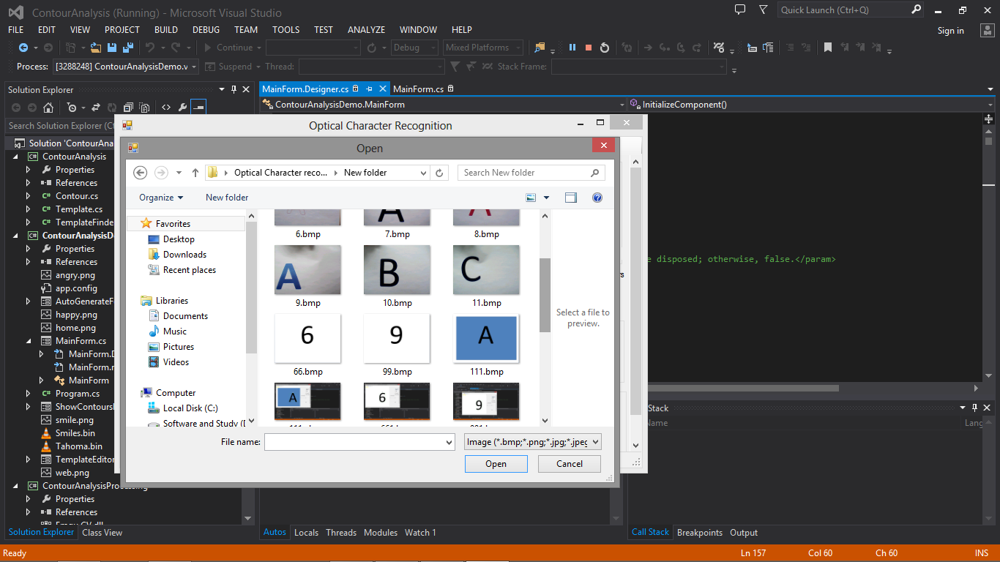 ContourAnalysis (Running) - Microsoft Visual Studio
Quick Launch (Ctrl+Q)
FILE EDIT VIEW PROJECT BUILD DEBUG TEAM TOOLS TEST ANALYZE WINDOW HELP
Sign in
Continue Debug Mixed Platforms
Process: [3288248] ContourAnalysisDemo.v Suspend Thread: Stack Frame:
Solution Explorer
MainForm.Designer.cs MainForm.cs
ContourAnalysisDemo.MainForm InitializeComponent()
Search Solution Explorer (Ct
Solution 'ContourAna
ContourAnalysis
Properties
References
Contour.cs
Template.cs
TemplateFinde
ContourAnalysisD
Properties
References
angry.png
app.config
AutoGenerateF
happy.png
home.png
MainForm.cs
MainForm.D
MainForm.r
MainForm
Program.cs
ShowContours
smile.png
Smiles.bin
Tahoma.bin
TemplateEditor
web.png
ContourAnalysisProcessing
Properties
References
Solution Explorer Class View
Optical Character Recognition
Open
Optical Character reco... New folder
Search New folder
Organize New folder
Favorites
Desktop
Downloads
Recent places
Libraries
Documents
Music
Pictures
Videos
Computer
Local Disk (C:)
Software and Study (D
A A
6.bmp 7.bmp 8.bmp
A B C
9.bmp 10.bmp 11.bmp
6 9 A
66.bmp 99.bmp 111.bmp
A 6 9
Select a file to
preview.
File name:
Image (*.bmp;*.png;*.jpg;*.jpeg
Open Cancel
e disposed; otherwise, false.</param>
rs
Stack
Name Lang
Autos Locals Threads Modules Watch 1
Call Stack Breakpoints Output
Ready Ln 157 Col 60 Ch 60 INS